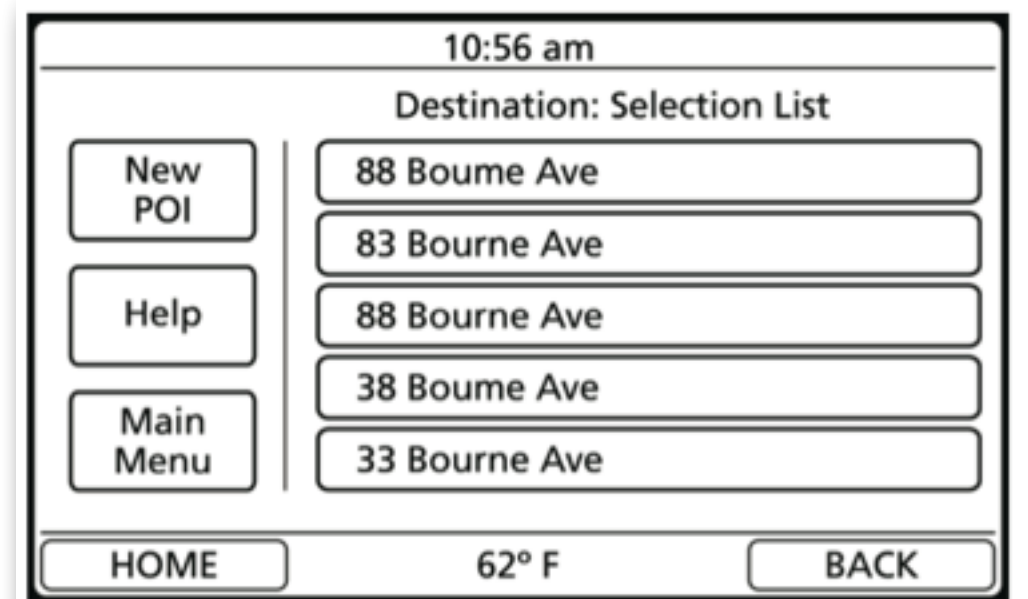 10:56 am
Destination: Selection List
New
POI
Help
Main
Menu
88 Boume Ave
83 Bourne Ave
88 Bourne Ave
38 Boume Ave
33 Bourne Ave
HOME
62º F
BACK